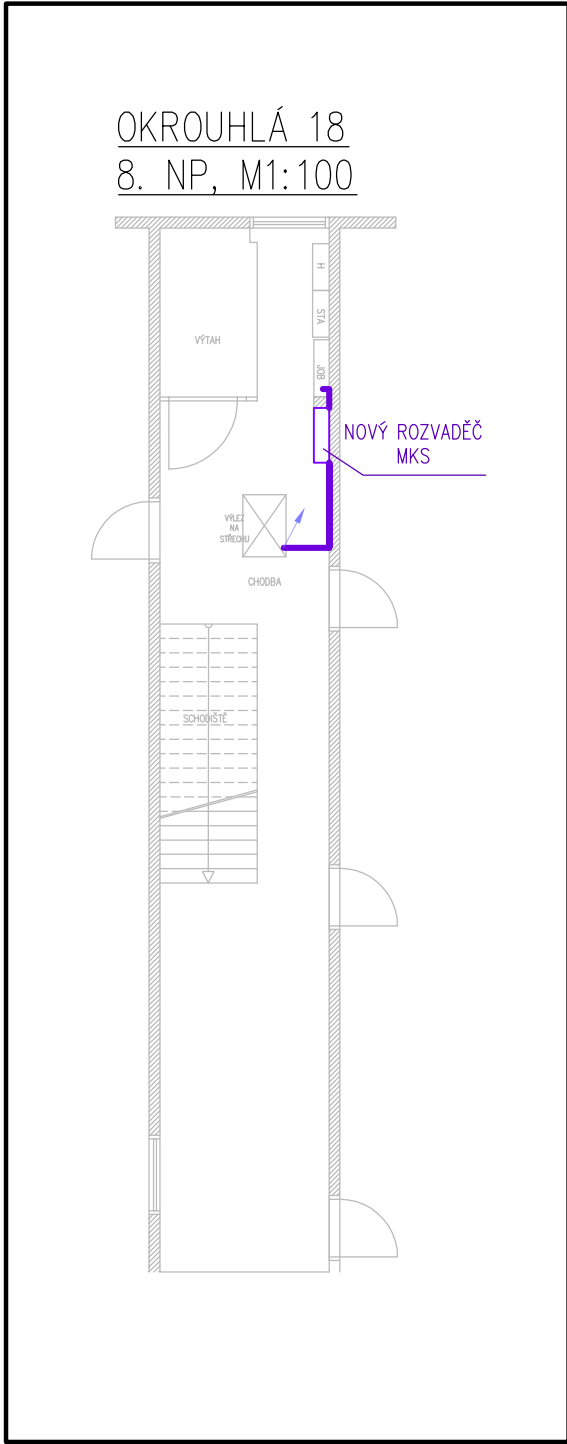 OKROUHLÁ 18
8. NP, M1:100
H
STA
VÝTAH
JOB
NOVÝ ROZVADĚČ
MKS
VÝLEZ
NA
STŘECHU
CHODBA
SCHODIŠTĚ